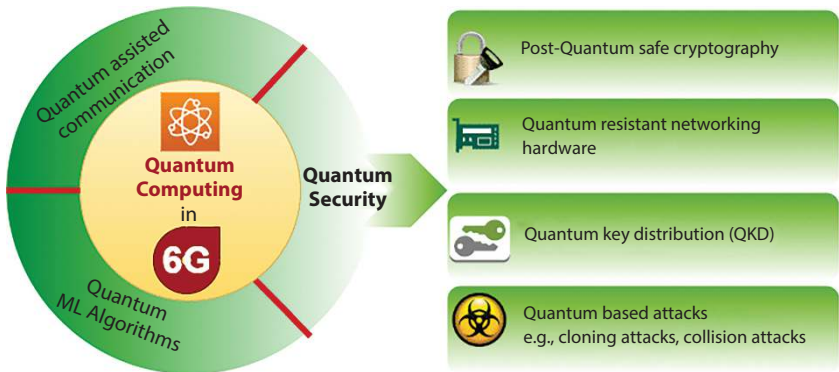 Quantum assisted
communication
Quantum
Computing
in
6G
Quantum
ML Algorithms
Quantum
Security
Post-Quantum safe cryptography
Quantum resistant networking
hardware
Quantum key distribution (QKD)
Quantum based attacks
e.g., cloning attacks, collision attacks